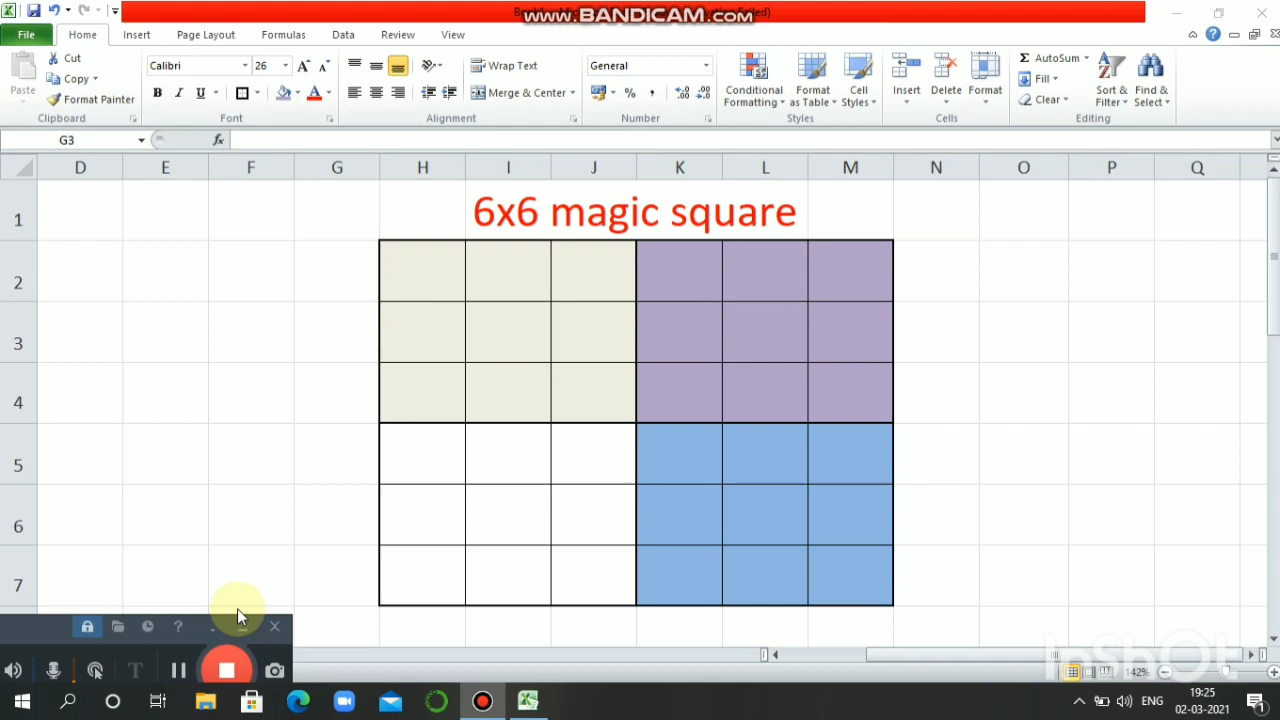 www.BANDICAM.com
File Home Insert Page Layout Formulas Data Review View
Cut
Copy
Format Painter
Paste
Calibri 26
Wrap Text
Merge & Center
General
Conditional Formatting
Format as Table
Cell Styles
Insert
Delete
Format
AutoSum
Fill
Clear
Sort & Filter
Find & Select
Clipboard Font Alignment Number Styles Cells Editing
G3 fx
D E F G H I J K L M N O P Q
1
6x6 magic square
2
3
4
5
6
7
InShOt
142%
ENG
19:25
02-03-2021